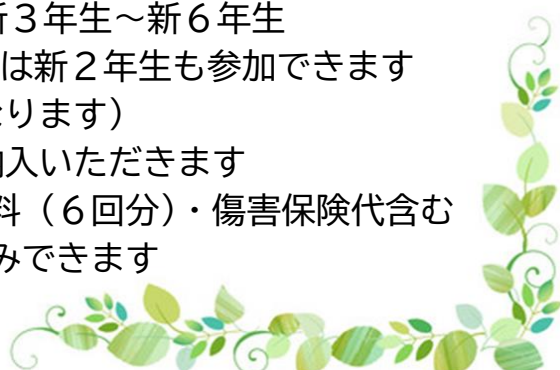 新３年生～新６年生
は新２年生も参加できます
なります）
入いただきます
料（６回分）・傷害保険代含む
みできます